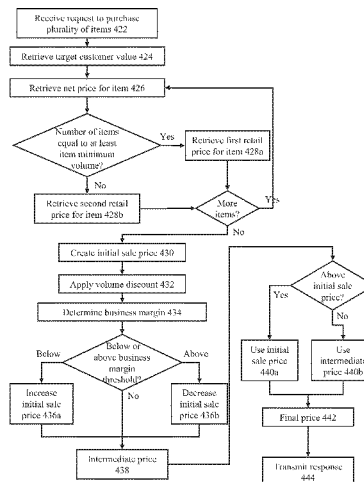 Receive request to purchase
plurality of items 422
Retrieve target customer value 424
Retrieve net price for item 426
Number of items
equal to at least
item minimum
volume?
Yes
Retrieve first retail
price for item 428a
No
Retrieve second retail
price for item 428b
More
items?
Yes
No
Create initial sale price 430
Apply volume discount 432
Determine business margin 434
Below or
above business
margin
threshold?
Below
Above
No
Increase
initial sale
price 436a
Decrease
initial sale
price 436b
Intermediate price
438
Above
initial sale
price?
Yes
No
Use initial
sale price
440a
Use
intermediate
price 440b
Final price 442
Transmit response
444